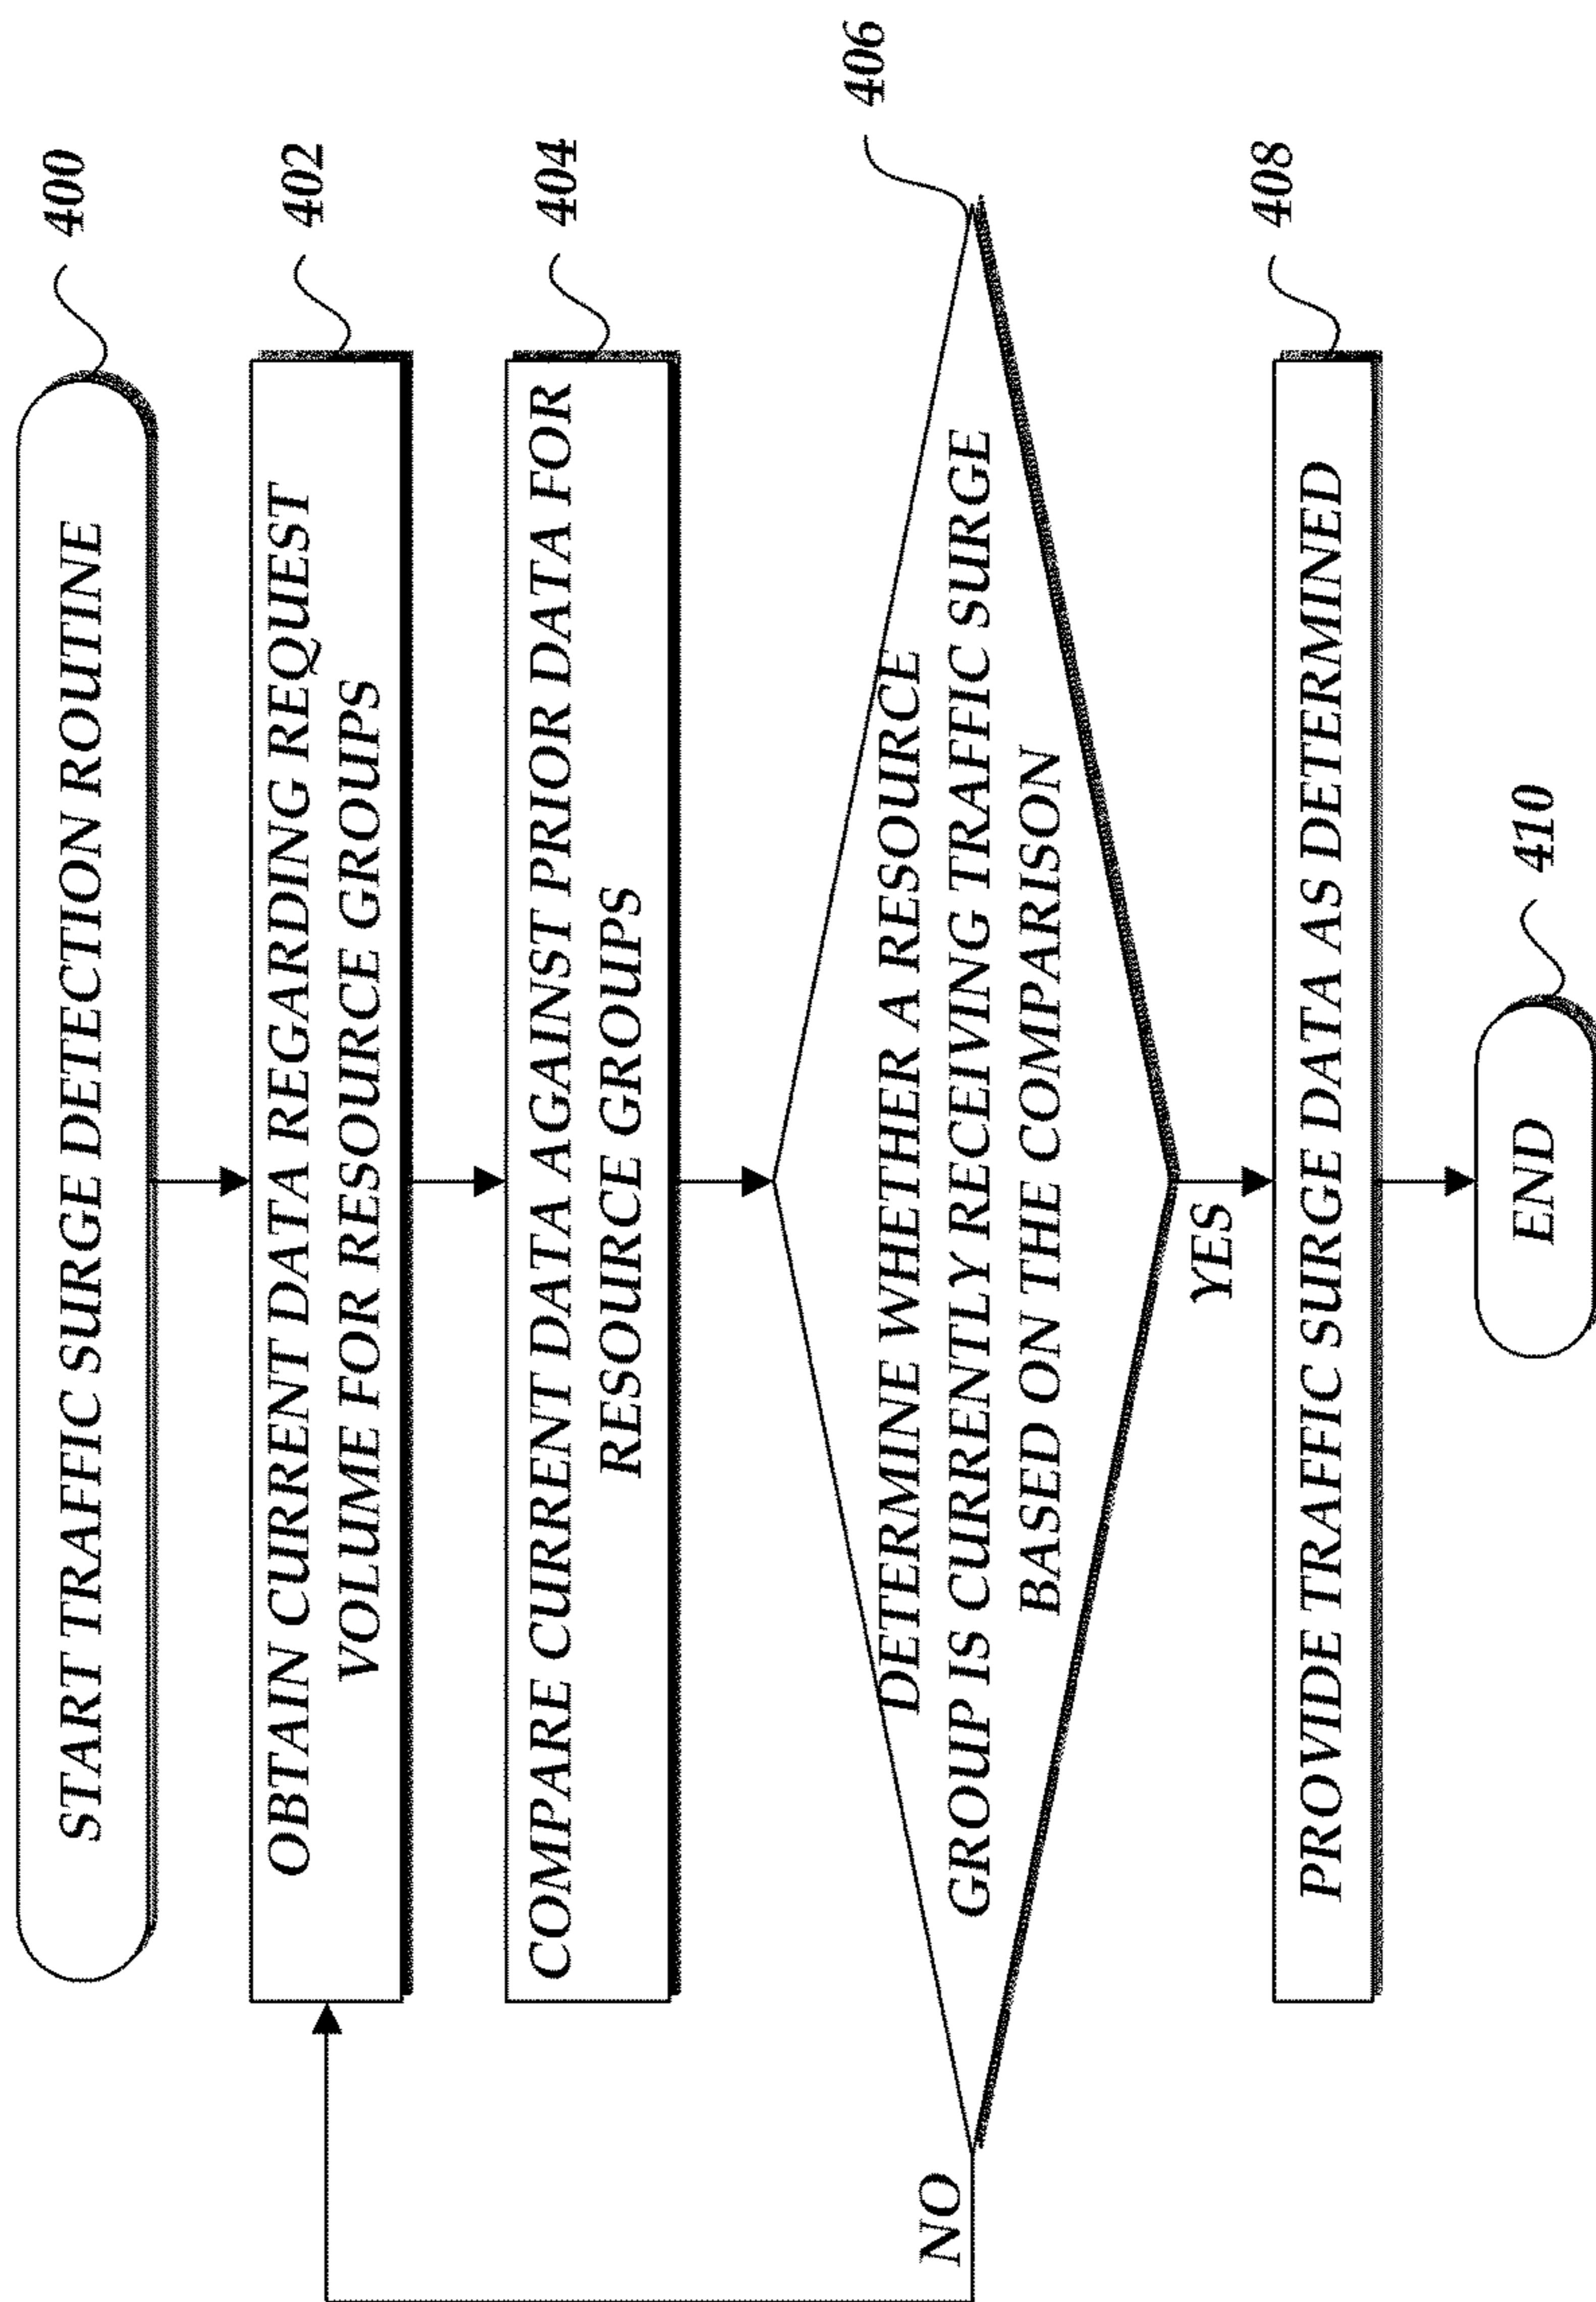 400
START TRAFFIC SURGE DETECTION ROUTINE
402
OBTAIN CURRENT DATA REGARDING REQUEST
VOLUME FOR RESOURCE GROUPS
404
COMPARE CURRENT DATA AGAINST PRIOR DATA FOR
RESOURCE GROUPS
406
DETERMINE WHETHER A RESOURCE
GROUP IS CURRENTLY RECEIVING TRAFFIC SURGE
BASED ON THE COMPARISON
NO
YES
408
PROVIDE TRAFFIC SURGE DATA AS DETERMINED
410
END